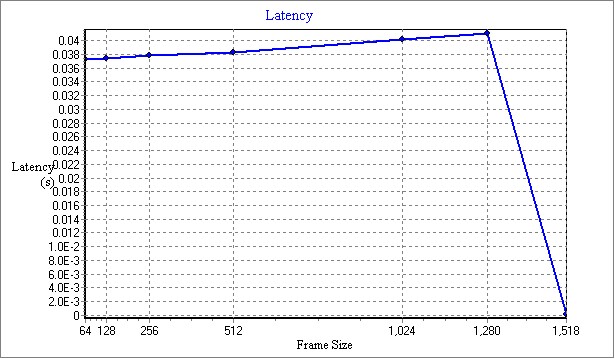 Latency
0.04
0.038
0.036
0.034
0.032
0.03
0.028
0.026
0.024
Latency
0.022
(s)
0.02
0.018
0.016
0.014
0.012
1.0E-2
8.0E-3
6.0E-3
4.0E-3
2.0E-3
0
64 128 256 512 1,024 1,280 1,518
Frame Size